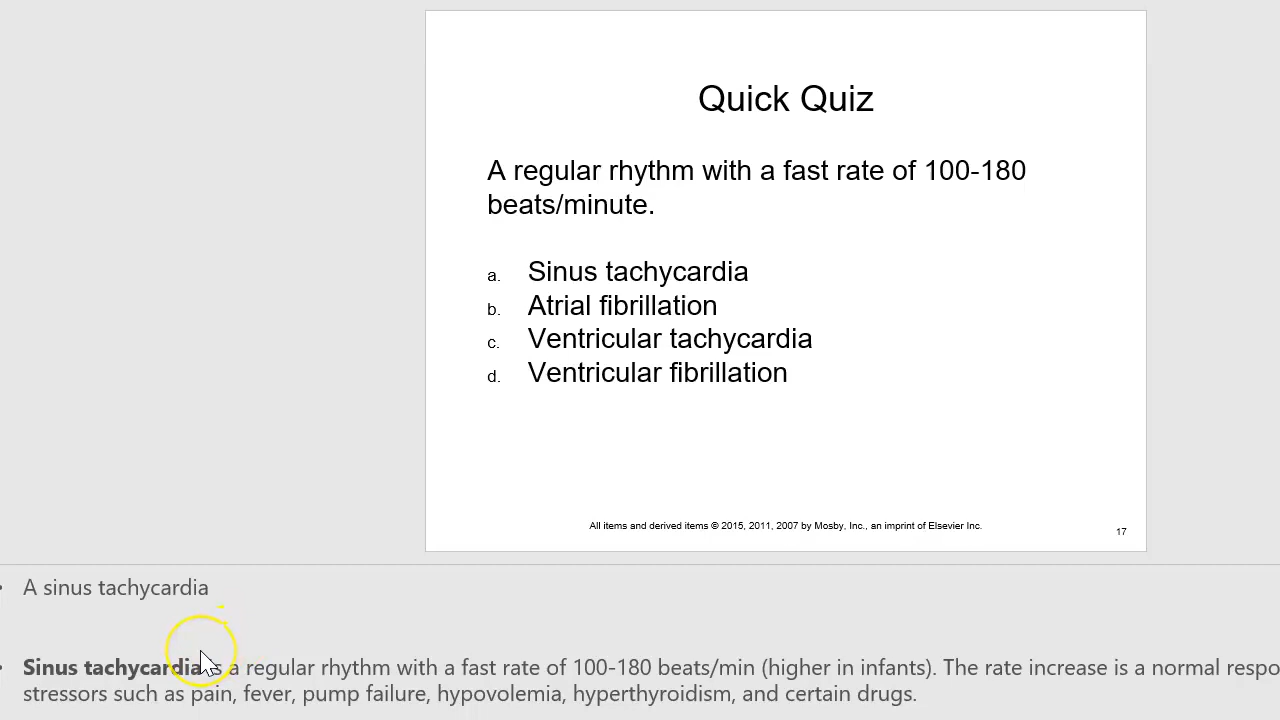 Quick Quiz
A regular rhythm with a fast rate of 100-180
beats/minute.
a. Sinus tachycardia
b. Atrial fibrillation
c. Ventricular tachycardia
d. Ventricular fibrillation
All items and derived items © 2015, 2011, 2007 by Mosby, Inc., an imprint of Elsevier Inc.
17
• A sinus tachycardia
• Sinus tachycardia is a regular rhythm with a fast rate of 100-180 beats/min (higher in infants). The rate increase is a normal respo
stressors such as pain, fever, pump failure, hypovolemia, hyperthyroidism, and certain drugs.